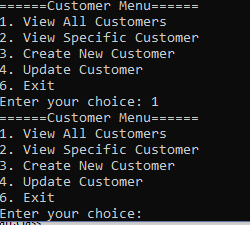 ======Customer Menu======
1. View All Customers
2. View Specific Customer
3. Create New Customer
4. Update Customer
6. Exit
Enter your choice: 1
======Customer Menu======
1. View All Customers
2. View Specific Customer
3. Create New Customer
4. Update Customer
6. Exit
Enter your choice: